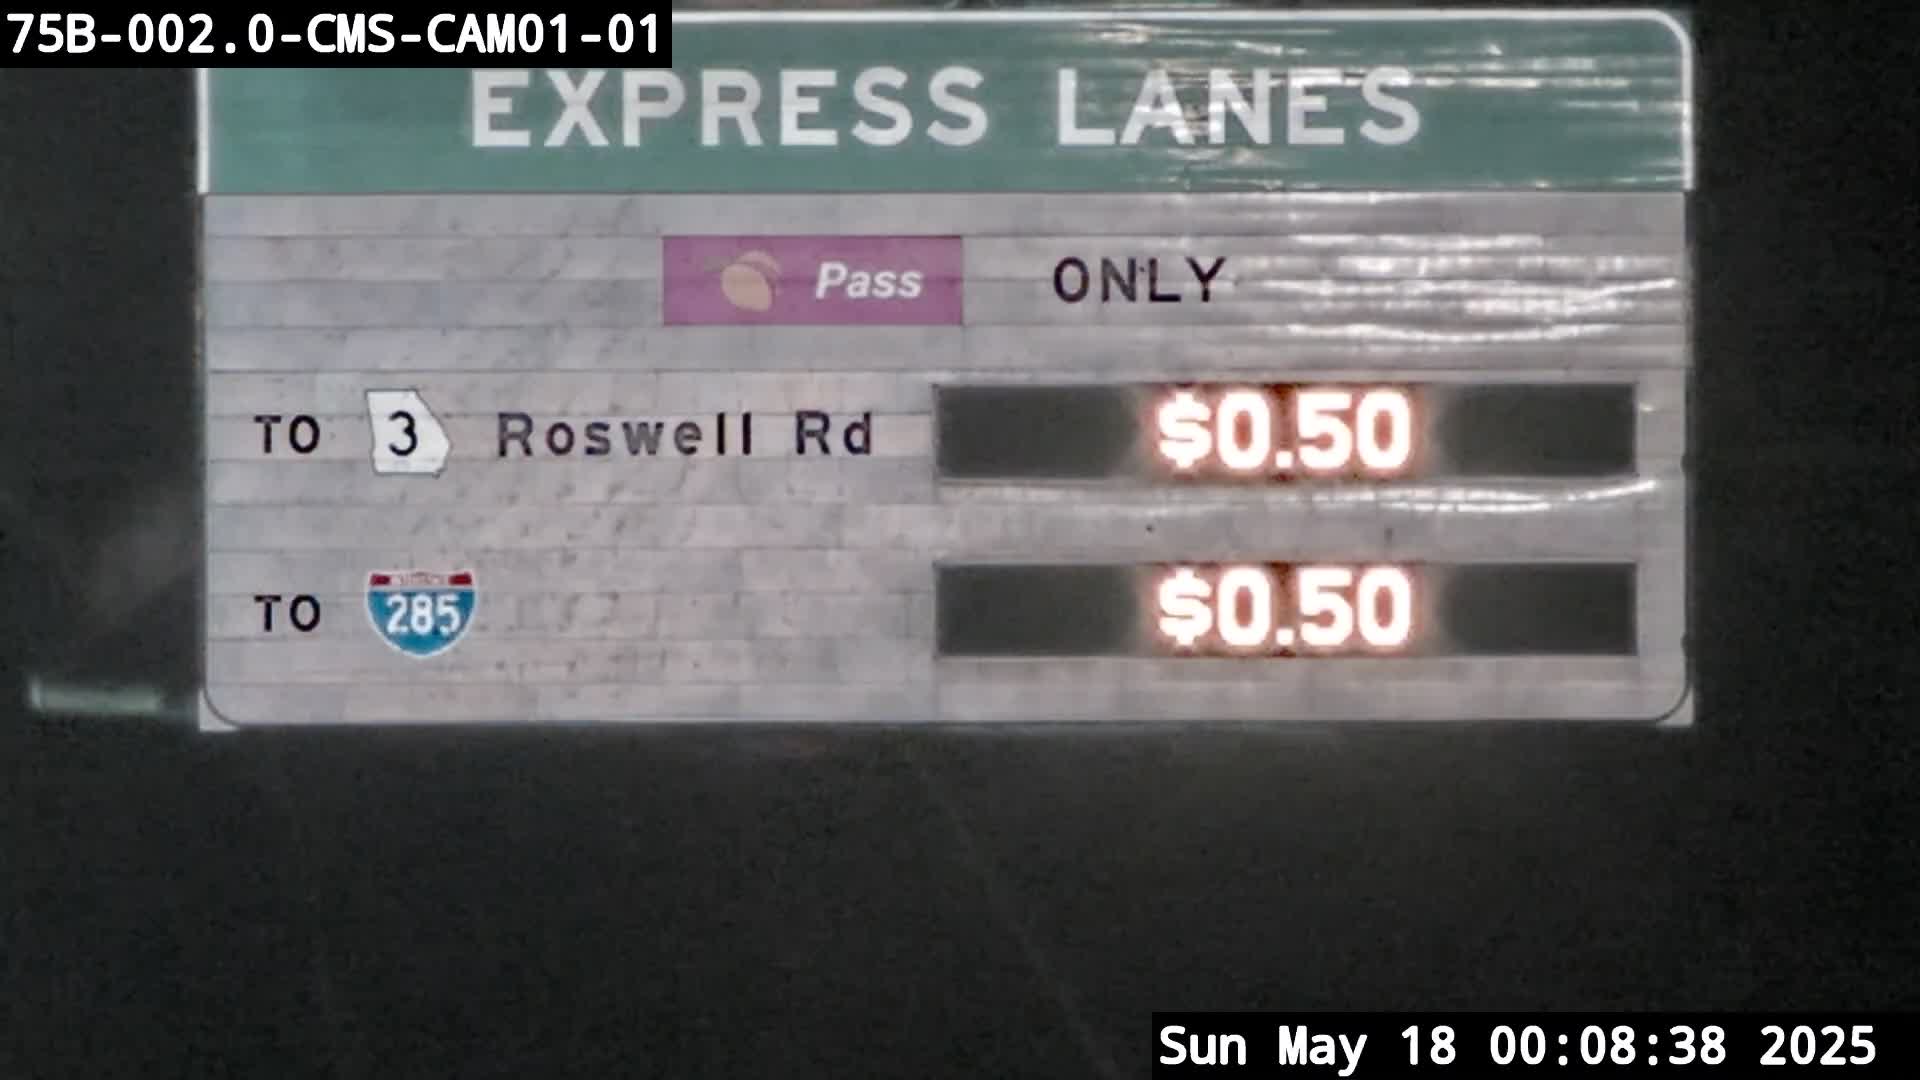 75B-002.0-CMS-CAM01-01
EXPRESS LANES
Pass ONLY
TO 3 Roswell Rd $0.50
TO 285 $0.50
Sun May 18 00:08:38 2025